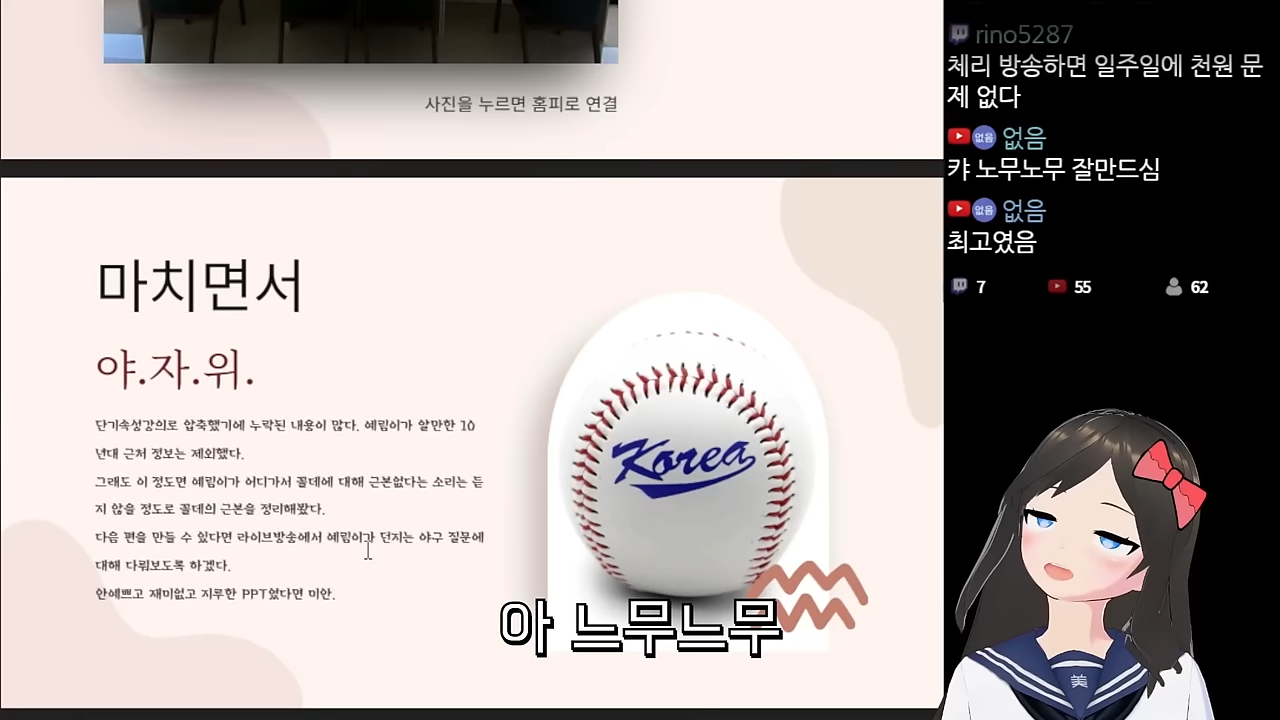 사진을 누르면 홈피로 연결
마치면서
야.자.위.
단기속성강의로 압축했기에 누락된 내용이 많다. 예림이가 알만한 10
년대 근처 정보는 제외했다.
그래도 이 정도면 예림이가 어디가서 꼴데에 대해 근본없다는 소리는 듣
지 않을 정도로 꼴데의 근본을 정리해봤다.
다음 편을 만들 수 있다면 라이브방송에서 예림이가 던지는 야구 질문에
대해 다뤄보도록 하겠다.
안예쁘고 재미없고 지루한 PPT였다면 미안.
Korea
아 느무느무
rino5287
체리 방송하면 일주일에 천원 문
제 없다
없음 없음
캬 노무노무 잘만드심
없음 없음
최고였음
7 55 62
美